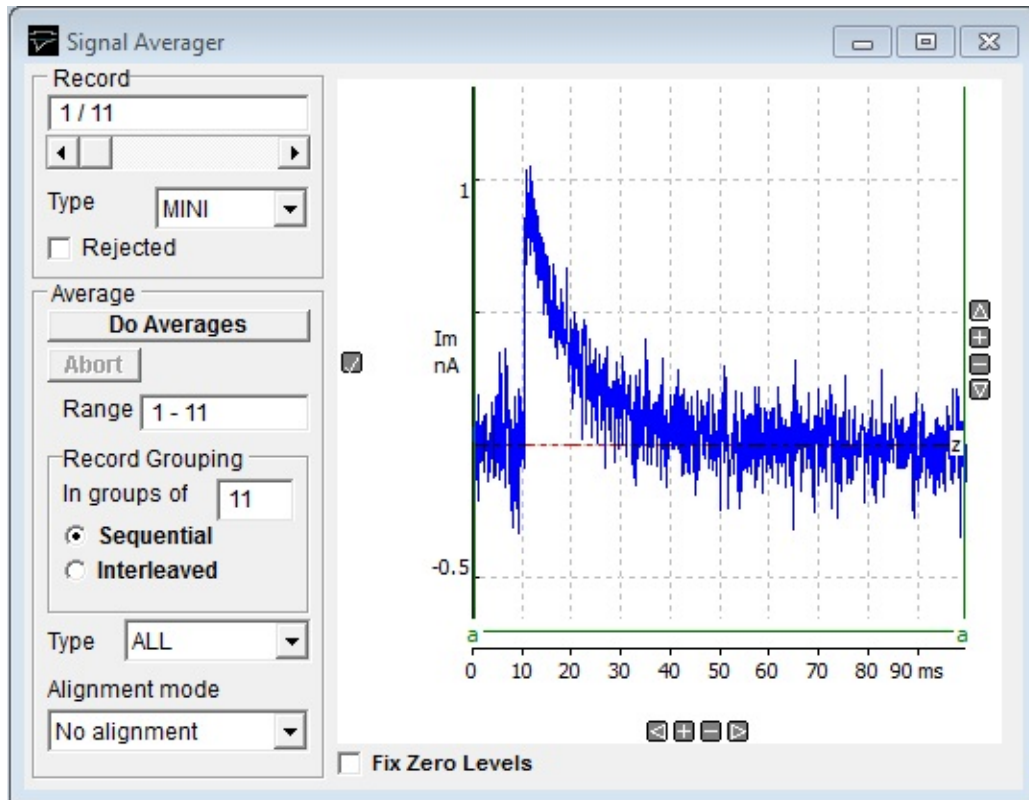 Signal Averager
Record
1 / 11
Type MINI
Rejected
Average
Do Averages
Abort
Range 1 - 11
Record Grouping
In groups of 11
Sequential
Interleaved
Type ALL
Alignment mode
No alignment
1
Im
nA
-0.5
z
a a
0 10 20 30 40 50 60 70 80 90 ms
Fix Zero Levels